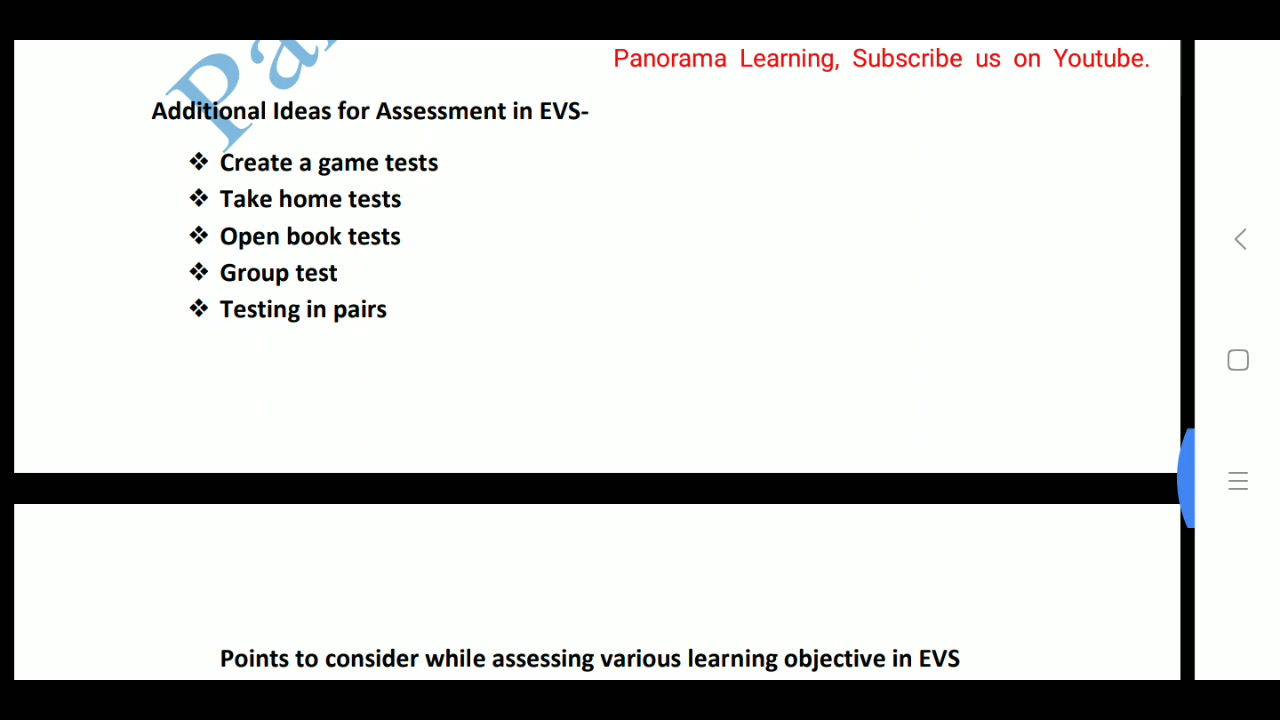 Pa
Panorama Learning, Subscribe us on Youtube.
Additional Ideas for Assessment in EVS-
❖ Create a game tests
❖ Take home tests
❖ Open book tests
❖ Group test
❖ Testing in pairs
Points to consider while assessing various learning objective in EVS